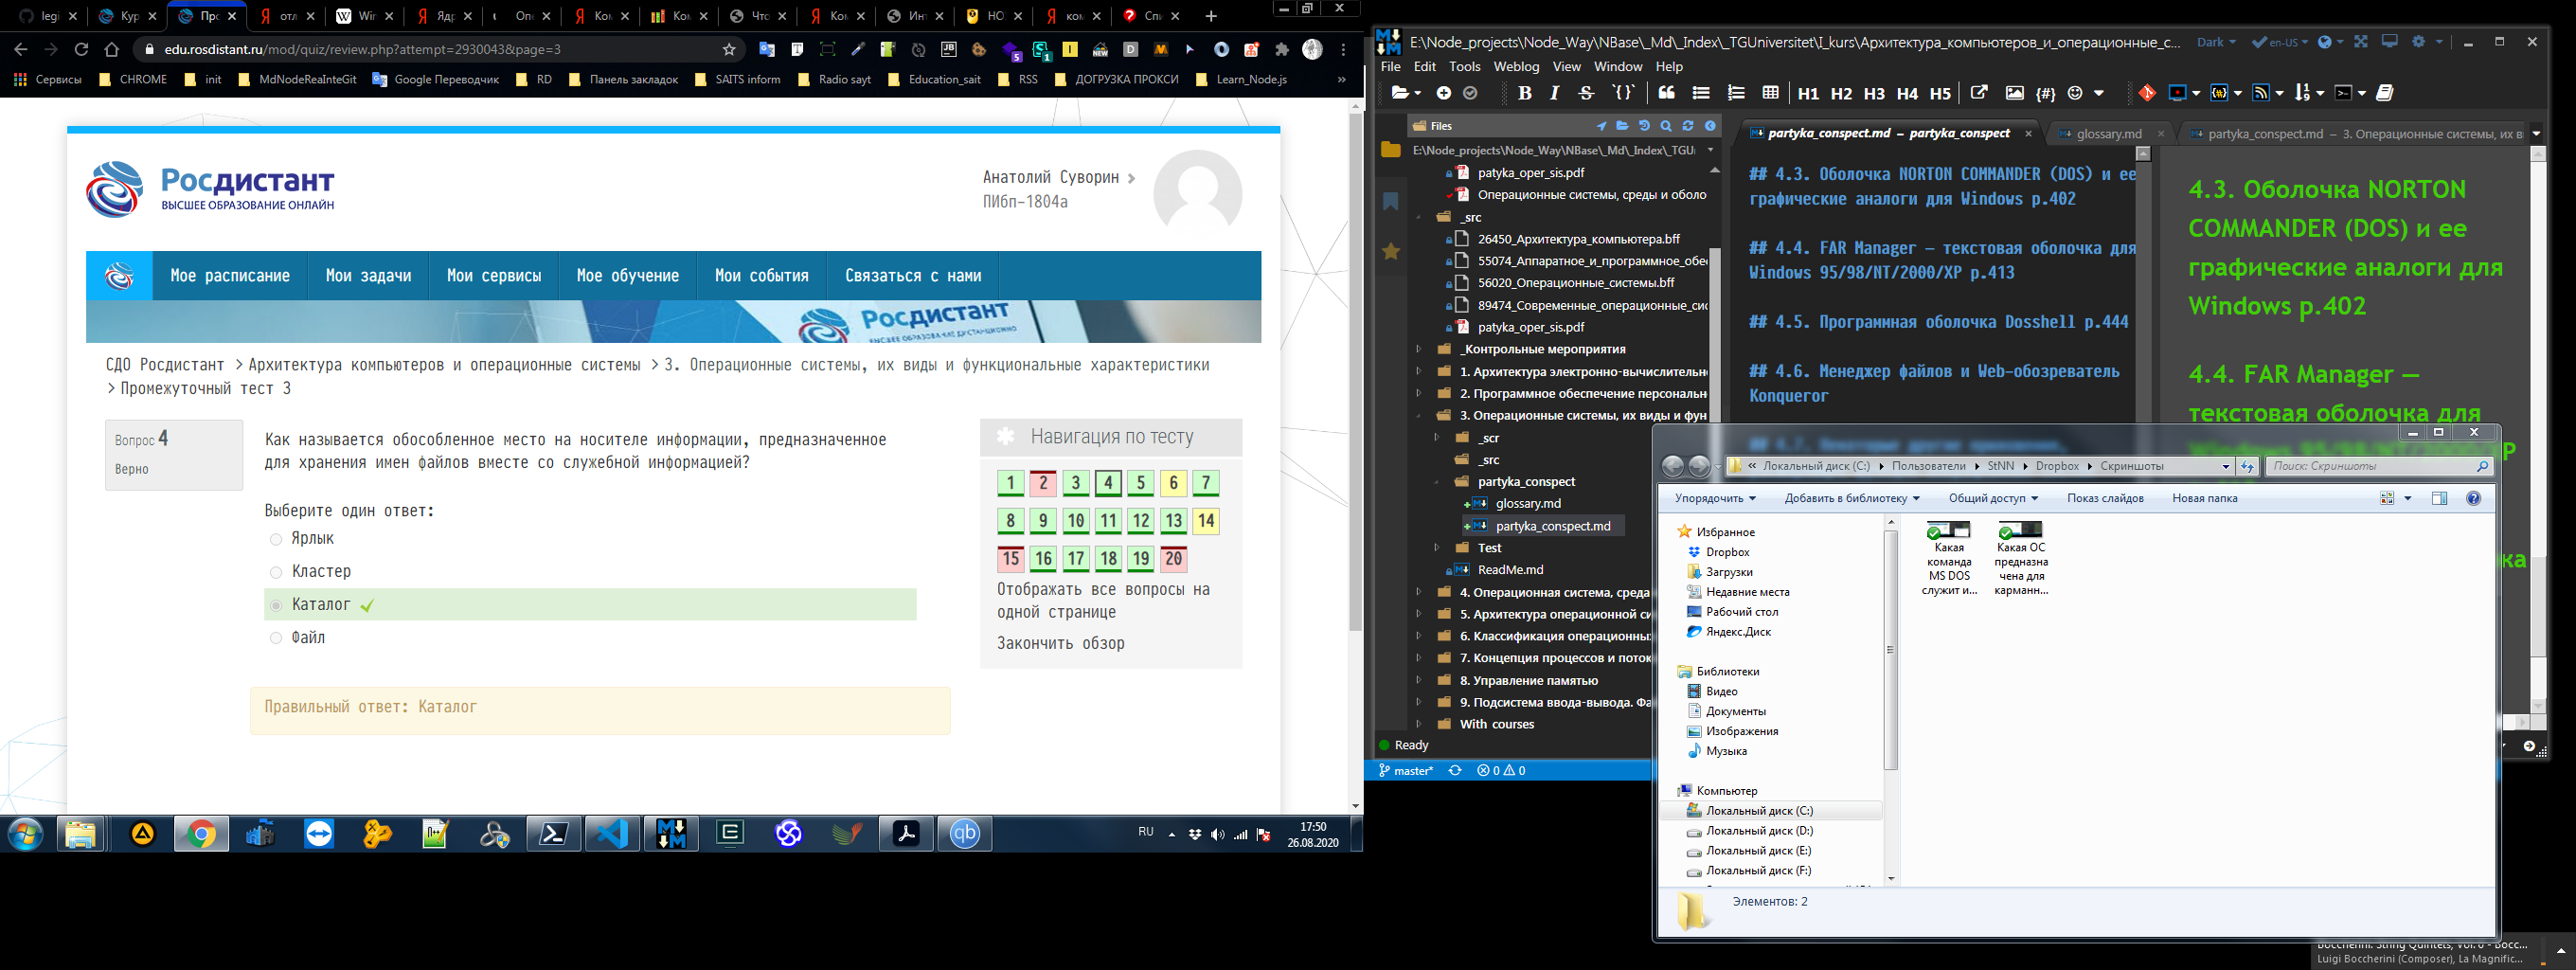 legi
Кур
Про
отл
Wir
Ядр
Опе
Ком
Ком
Что
Ком
Инт
НО
ком
Спи
edu.rosdistant.ru/mod/quiz/review.php?attempt=2930043&page=3
Сервисы
CHROME
init
MdNodeReaInteGit
Google Переводчик
RD
Панель закладок
SAITS inform
Radio sayt
Education_sait
RSS
ДОГРУЗКА ПРОКСИ
Learn_Node.js
»
Росдистант
ВЫСШЕЕ ОБРАЗОВАНИЕ ОНЛАЙН
Анатолий Суворин
ПИбп-1804а
Мое расписание
Мои задачи
Мои сервисы
Мое обучение
Мои события
Связаться с нами
Росдистант
СДО Росдистант > Архитектура компьютеров и операционные системы > 3. Операционные системы, их виды и функциональные характеристики
> Промежуточный тест 3
Вопрос 4
Верно
Как называется обособленное место на носителе информации, предназначенное
для хранения имен файлов вместе со служебной информацией?
Выберите один ответ:
Ярлык
Кластер
Каталог
Файл
Правильный ответ: Каталог
Навигация по тесту
1 2 3 4 5 6 7
8 9 10 11 12 13 14
15 16 17 18 19 20
Отображать все вопросы на
одной странице
Закончить обзор
RU
17:50
26.08.2020
E:\Node_projects\Node_Way\NBase\_Md\_Index\_TGUniversitet\I_kurs\Архитектура_компьютеров_и_операционные_с...
Dark
en-US
File Edit Tools Weblog View Window Help
B I S H1 H2 H3 H4 H5
Files
E:\Node_projects\Node_Way\NBase\_Md\_Index\_TGUı
patyka_oper_sis.pdf
Операционные системы, среды и оболо
_src
26450_Архитектура_компьютера.bff
55074_Аппаратное_и_программное_обес
56020_Операционные_системы.bff
89474_Современные_операционные_сис
patyka_oper_sis.pdf
_Контрольные мероприятия
1. Архитектура электронно-вычислительн
2. Программное обеспечение персональн
3. Операционные системы, их виды и фун
_scr
_src
partyka_conspect
glossary.md
partyka_conspect.md
Test
ReadMe.md
4. Операционная система, среда
5. Архитектура операционной си
6. Классификация операционных
7. Концепция процессов и поток
8. Управление памятью
9. Подсистема ввода-вывода. Фа
With courses
Ready
master*
0 0
partyka_conspect.md – partyka_conspect
glossary.md
partyka_conspect.md – 3. Операционные системы, их ви
## 4.3. Оболочка NORTON COMMANDER (DOS) и ее
графические аналоги для Windows p.402
## 4.4. FAR Manager — текстовая оболочка для
Windows 95/98/NT/2000/XP p.413
## 4.5. Программная оболочка Dosshell p.444
## 4.6. Менеджер файлов и Web-обозреватель
Konqueror
4.3. Оболочка NORTON
COMMANDER (DOS) и ее
графические аналоги для
Windows p.402
4.4. FAR Manager —
текстовая оболочка для
« Локальный диск (C:) ▸ Пользователи ▸ StNN ▸ Dropbox ▸ Скриншоты
Поиск: Скриншоты
Упорядочить
Добавить в библиотеку
Общий доступ
Показ слайдов
Новая папка
Избранное
Dropbox
Загрузки
Недавние места
Рабочий стол
Яндекс.Диск
Библиотеки
Видео
Документы
Изображения
Музыка
Компьютер
Локальный диск (C:)
Локальный диск (D:)
Локальный диск (E:)
Локальный диск (F:)
Какая
команда
MS DOS
служит и...
Какая ОС
предназна
чена для
карманн...
Элементов: 2
Boccherini: String Quintets, Vol. 6 - Bocc...
Luigi Boccherini (Composer), La Magnific...